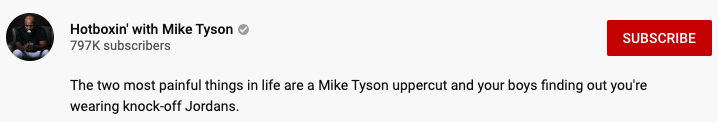 Hotboxin' with Mike Tyson
797K subscribers
SUBSCRIBE
The two most painful things in life are a Mike Tyson uppercut and your boys finding out you're
wearing knock-off Jordans.